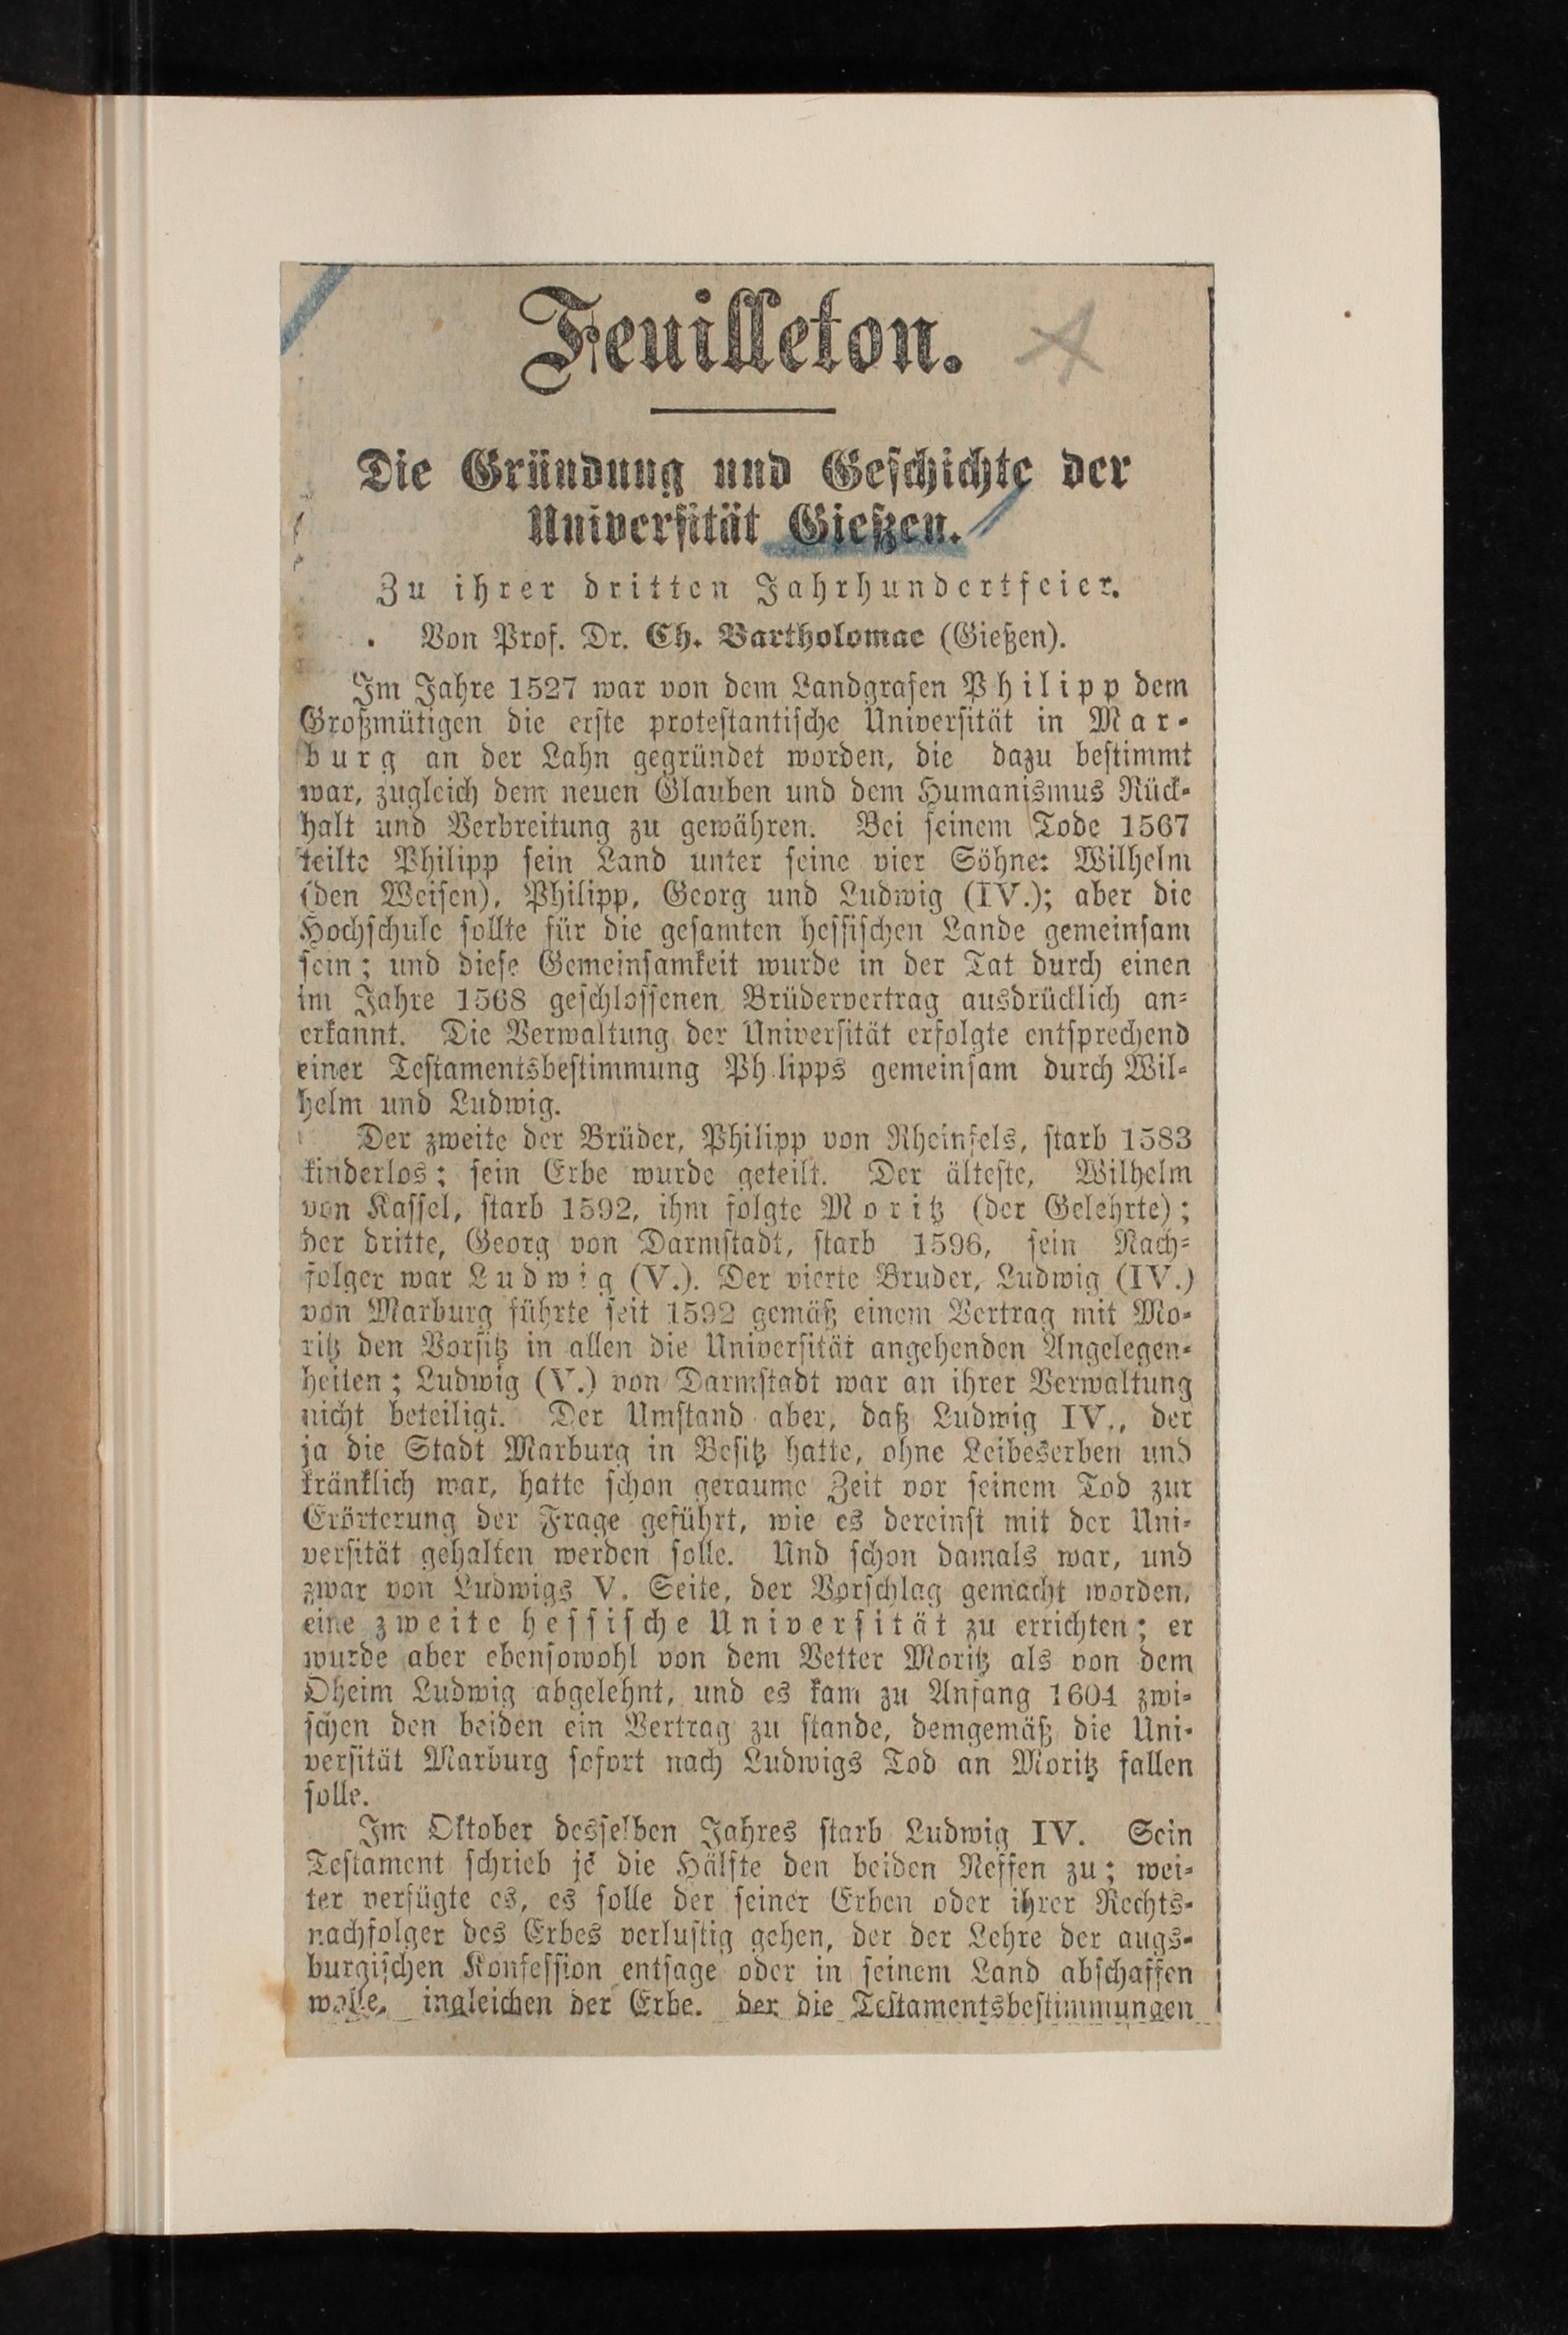 Feuilleton.
Die Gründung und Geschichte der
Universität Gießen.
Zu ihrer dritten Jahrhundertfeier.
Von Prof. Dr. Ch. Bartholomae (Gießen).
Im Jahre 1527 war von dem Landgrafen Philipp dem
Großmütigen die erste protestantische Universität in Mar-
burg an der Lahn gegründet worden, die dazu bestimmt
war, zugleich dem neuen Glauben und dem Humanismus Rück-
halt und Verbreitung zu gewähren. Bei seinem Tode 1567
teilte Philipp sein Land unter seine vier Söhne: Wilhelm
(den Weisen), Philipp, Georg und Ludwig (IV.); aber die
Hochschule sollte für die gesamten hessischen Lande gemeinsam
sein; und diese Gemeinsamkeit wurde in der Tat durch einen
im Jahre 1568 geschlossenen Brüdervertrag ausdrücklich an-
erkannt. Die Verwaltung der Universität erfolgte entsprechend
einer Testamentsbestimmung Ph lipps gemeinsam durch Wil-
helm und Ludwig.
Der zweite der Brüder, Philipp von Rheinfels, starb 1583
kinderlos; sein Erbe wurde geteilt. Der älteste, Wilhelm
von Kassel, starb 1592, ihm folgte Moritz (der Gelehrte);
der dritte, Georg von Darmstadt, starb 1596, sein Nach-
folger war Ludwig (V.). Der vierte Bruder, Ludwig (IV.)
von Marburg führte seit 1592 gemäß einem Vertrag mit Mo-
ritz den Vorsitz in allen die Universität angehenden Angelegen-
heiten; Ludwig (V.) von Darmstadt war an ihrer Verwaltung
nicht beteiligt. Der Umstand aber, daß Ludwig IV., der
ja die Stadt Marburg in Besitz hatte, ohne Leibeserben und
kränklich war, hatte schon geraume Zeit vor seinem Tod zur
Erörterung der Frage geführt, wie es dereinst mit der Uni-
versität gehalten werden solle. Und schon damals war, und
zwar von Ludwigs V. Seite, der Vorschlag gemacht worden,
eine zweite hessische Universität zu errichten; er
wurde aber ebensowohl von dem Vetter Moritz als von dem
Oheim Ludwig abgelehnt, und es kam zu Anfang 1604 zwi-
schen den beiden ein Vertrag zu stande, demgemäß die Uni-
versität Marburg sofort nach Ludwigs Tod an Moritz fallen
solle.
Im Oktober desselben Jahres starb Ludwig IV. Sein
Testament schrieb je die Hälfte den beiden Neffen zu; wei-
ter verfügte es, es solle der seiner Erben oder ihrer Rechts-
nachfolger des Erbes verlustig gehen, der der Lehre der augs-
burgischen Konfession entsage oder in seinem Land abschaffen
wolle, ingleichen der Erbe, der die Testamentsbestimmungen